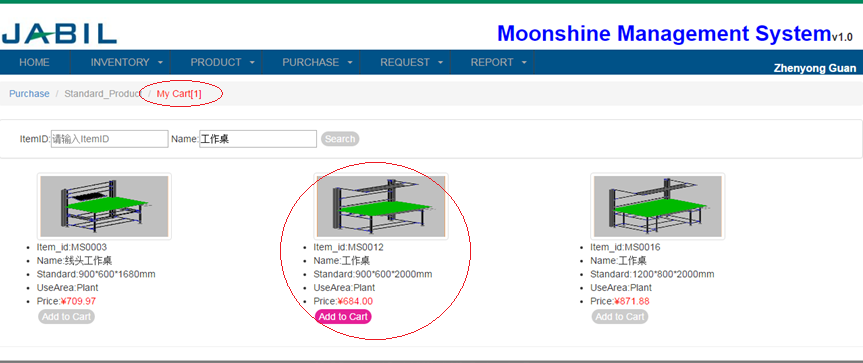 JABIL
Moonshine Management System v1.0
HOME INVENTORY PRODUCT PURCHASE REQUEST REPORT
Zhenyong Guan
Purchase / Standard_Product / My Cart[1]
ItemID: 请输入ItemID Name: 工作桌 Search
Item_id:MS0003
Name:线头工作桌
Standard:900*600*1680mm
UseArea:Plant
Price:¥709.97
Add to Cart
Item_id:MS0012
Name:工作桌
Standard:900*600*2000mm
UseArea:Plant
Price:¥684.00
Add to Cart
Item_id:MS0016
Name:工作桌
Standard:1200*800*2000mm
UseArea:Plant
Price:¥871.88
Add to Cart